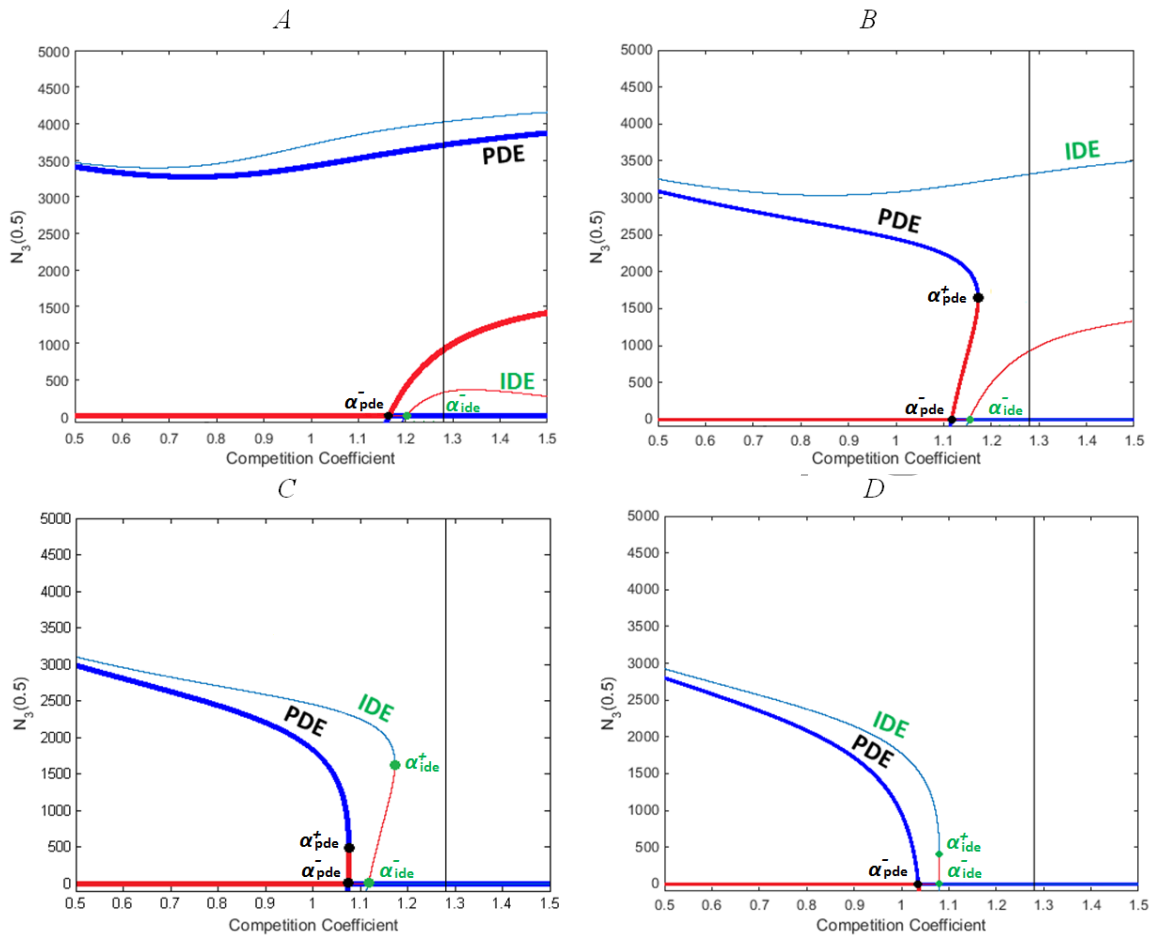 A
5000
4500
4000
3500
3000
2500
2000
1500
1000
500
0
N3(0.5)
PDE
IDE
α-pde
α-ide
0.5 0.6 0.7 0.8 0.9 1 1.1 1.2 1.3 1.4 1.5
Competition Coefficient
B
5000
4500
4000
3500
3000
2500
2000
1500
1000
500
0
N3(0.5)
IDE
PDE
α+pde
α-pde
α-ide
0.5 0.6 0.7 0.8 0.9 1 1.1 1.2 1.3 1.4 1.5
Competition Coefficient
C
5000
4500
4000
3500
3000
2500
2000
1500
1000
500
0
N3(0.5)
IDE
PDE
α+ide
α+pde
α-pde
α-ide
0.5 0.6 0.7 0.8 0.9 1 1.1 1.2 1.3 1.4 1.5
Competition Coefficient
D
5000
4500
4000
3500
3000
2500
2000
1500
1000
500
0
N3(0.5)
IDE
PDE
α+ide
α-pde
α-ide
0.5 0.6 0.7 0.8 0.9 1 1.1 1.2 1.3 1.4 1.5
Competition Coefficient